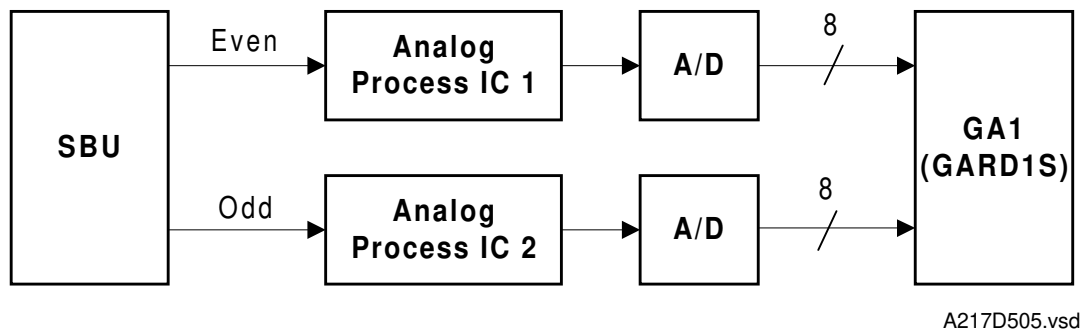 SBU
Even
Analog
Process IC 1
A/D
8
GA1
(GARD1S)
Odd
Analog
Process IC 2
A/D
8
A217D505.vsd